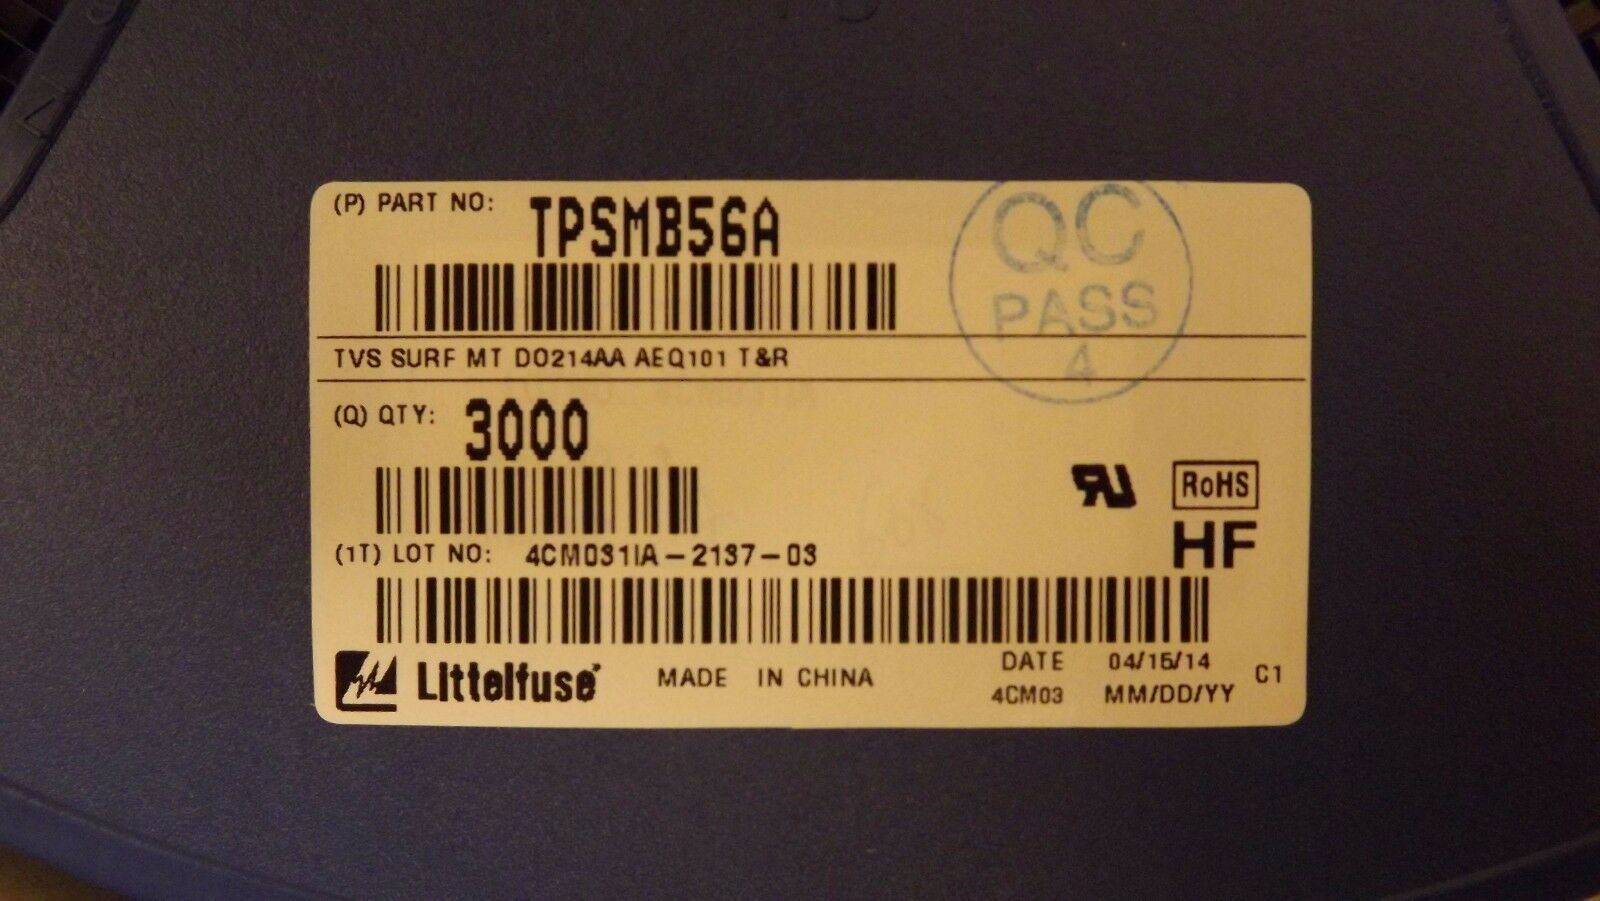 (P) PART NO: TPSMB56A
QC
PASS
4
TVS SURF MT DO214AA AEQ101 T&R
(Q) QTY: 3000
RU
RoHS
HF
(1T) LOT NO: 4CM031IA-2137-03
Littelfuse
MADE IN CHINA
DATE 04/15/14
4CM03 MM/DD/YY
C1